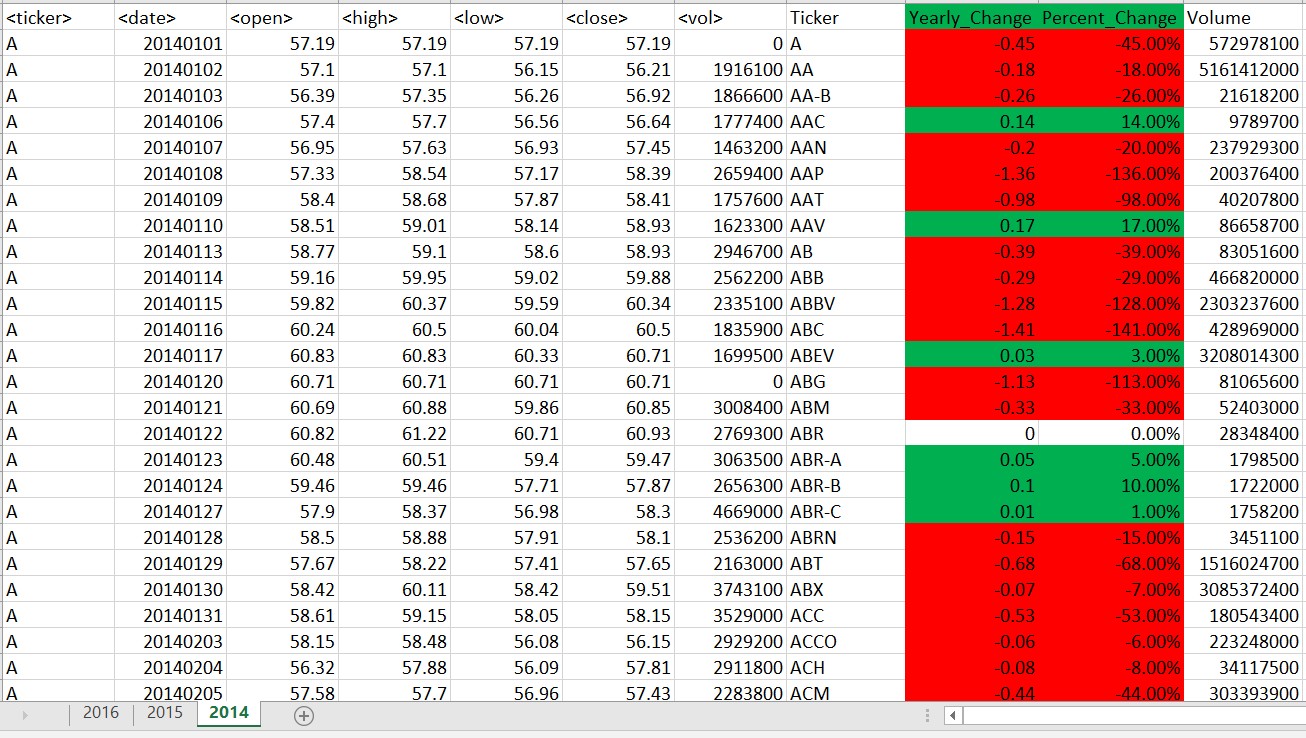 <ticker> <date> <open> <high> <low> <close> <vol> Ticker Yearly_Change Percent_Change Volume
A 20140101 57.19 57.19 57.19 57.19 0 A -0.45 -45.00% 572978100
A 20140102 57.1 57.1 56.15 56.21 1916100 AA -0.18 -18.00% 5161412000
A 20140103 56.39 57.35 56.26 56.92 1866600 AA-B -0.26 -26.00% 21618200
A 20140106 57.4 57.7 56.56 56.64 1777400 AAC 0.14 14.00% 9789700
A 20140107 56.95 57.63 56.93 57.45 1463200 AAN -0.2 -20.00% 237929300
A 20140108 57.33 58.54 57.17 58.39 2659400 AAP -1.36 -136.00% 200376400
A 20140109 58.4 58.68 57.87 58.41 1757600 AAT -0.98 -98.00% 40207800
A 20140110 58.51 59.01 58.14 58.93 1623300 AAV 0.17 17.00% 86658700
A 20140113 58.77 59.1 58.6 58.93 2946700 AB -0.39 -39.00% 83051600
A 20140114 59.16 59.95 59.02 59.88 2562200 ABB -0.29 -29.00% 466820000
A 20140115 59.82 60.37 59.59 60.34 2335100 ABBV -1.28 -128.00% 2303237600
A 20140116 60.24 60.5 60.04 60.5 1835900 ABC -1.41 -141.00% 428969000
A 20140117 60.83 60.83 60.33 60.71 1699500 ABEV 0.03 3.00% 3208014300
A 20140120 60.71 60.71 60.71 60.71 0 ABG -1.13 -113.00% 81065600
A 20140121 60.69 60.88 59.86 60.85 3008400 ABM -0.33 -33.00% 52403000
A 20140122 60.82 61.22 60.71 60.93 2769300 ABR 0 0.00% 28348400
A 20140123 60.48 60.51 59.4 59.47 3063500 ABR-A 0.05 5.00% 1798500
A 20140124 59.46 59.46 57.71 57.87 2656300 ABR-B 0.1 10.00% 1722000
A 20140127 57.9 58.37 56.98 58.3 4669000 ABR-C 0.01 1.00% 1758200
A 20140128 58.5 58.88 57.91 58.1 2536200 ABRN -0.15 -15.00% 3451100
A 20140129 57.67 58.22 57.41 57.65 2163000 ABT -0.68 -68.00% 1516024700
A 20140130 58.42 60.11 58.42 59.51 3743100 ABX -0.07 -7.00% 3085372400
A 20140131 58.61 59.15 58.05 58.15 3529000 ACC -0.53 -53.00% 180543400
A 20140203 58.15 58.48 56.08 56.15 2929200 ACCO -0.06 -6.00% 223248000
A 20140204 56.32 57.88 56.09 57.81 2911800 ACH -0.08 -8.00% 34117500
A 20140205 57.58 57.7 56.96 57.43 2283800 ACM -0.44 -44.00% 303393900
2016 2015 2014